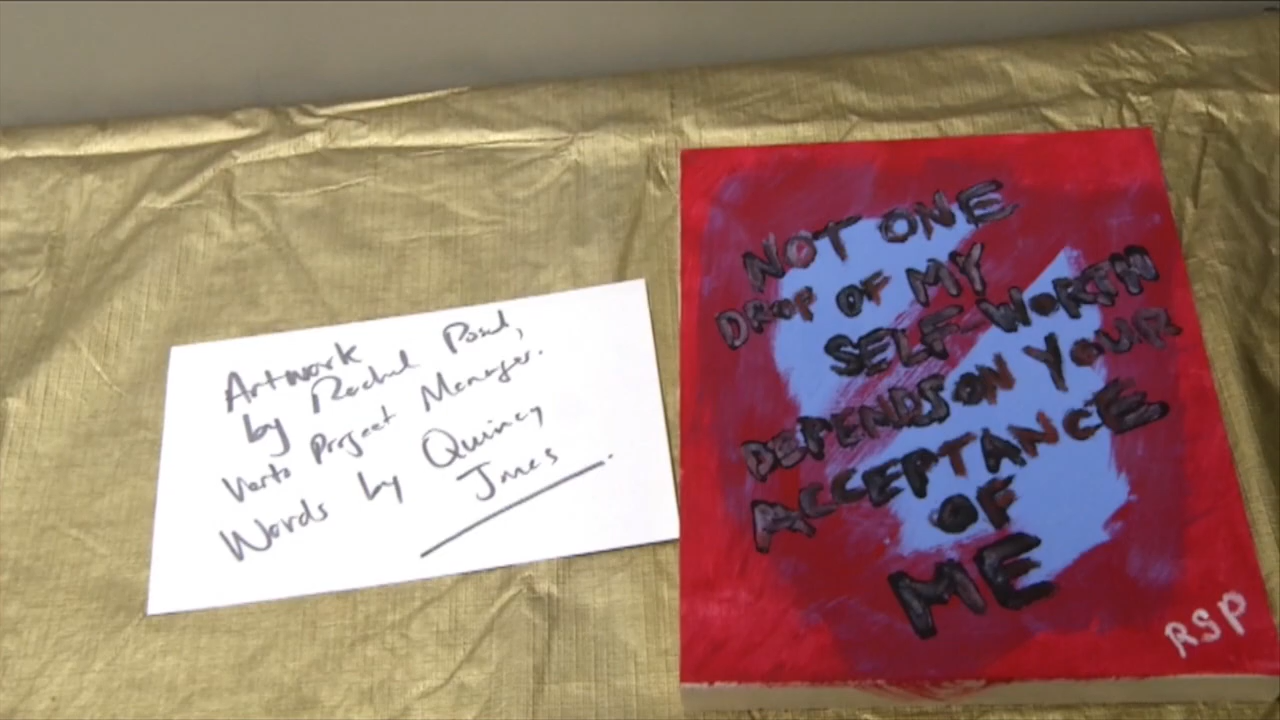 Artwork
by Rachel
Verto Project Manager.
Words by Quincy
Jones
NOT ONE
DROP OF MY
SELF WORTH
DEPENDS ON YOUR
ACCEPTANCE
OF
ME
RSP